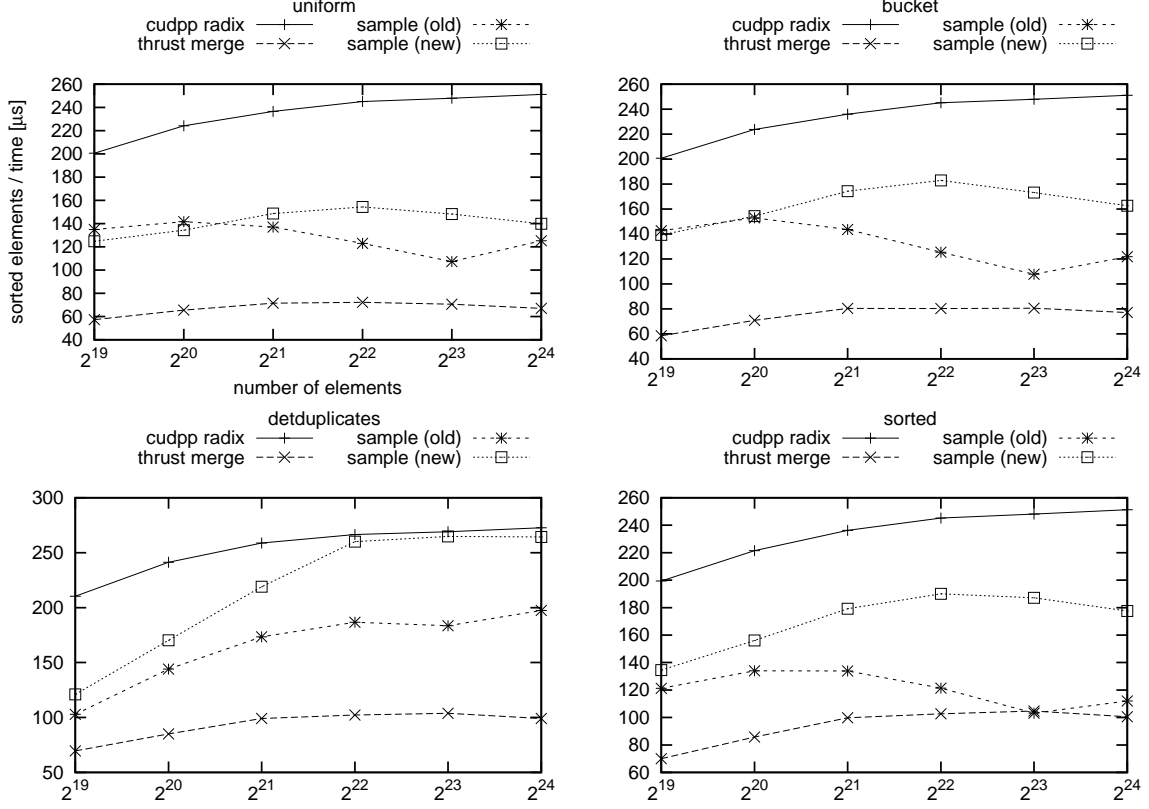 uniform
cudpp radix sample (old)
thrust merge sample (new)
260
240
220
200
180
160
140
120
100
80
60
40
sorted elements / time [µs]
2^19 2^20 2^21 2^22 2^23 2^24
number of elements
bucket
cudpp radix sample (old)
thrust merge sample (new)
260
240
220
200
180
160
140
120
100
80
60
40
2^19 2^20 2^21 2^22 2^23 2^24
detduplicates
cudpp radix sample (old)
thrust merge sample (new)
300
250
200
150
100
50
2^19 2^20 2^21 2^22 2^23 2^24
sorted
cudpp radix sample (old)
thrust merge sample (new)
260
240
220
200
180
160
140
120
100
80
60
2^19 2^20 2^21 2^22 2^23 2^24